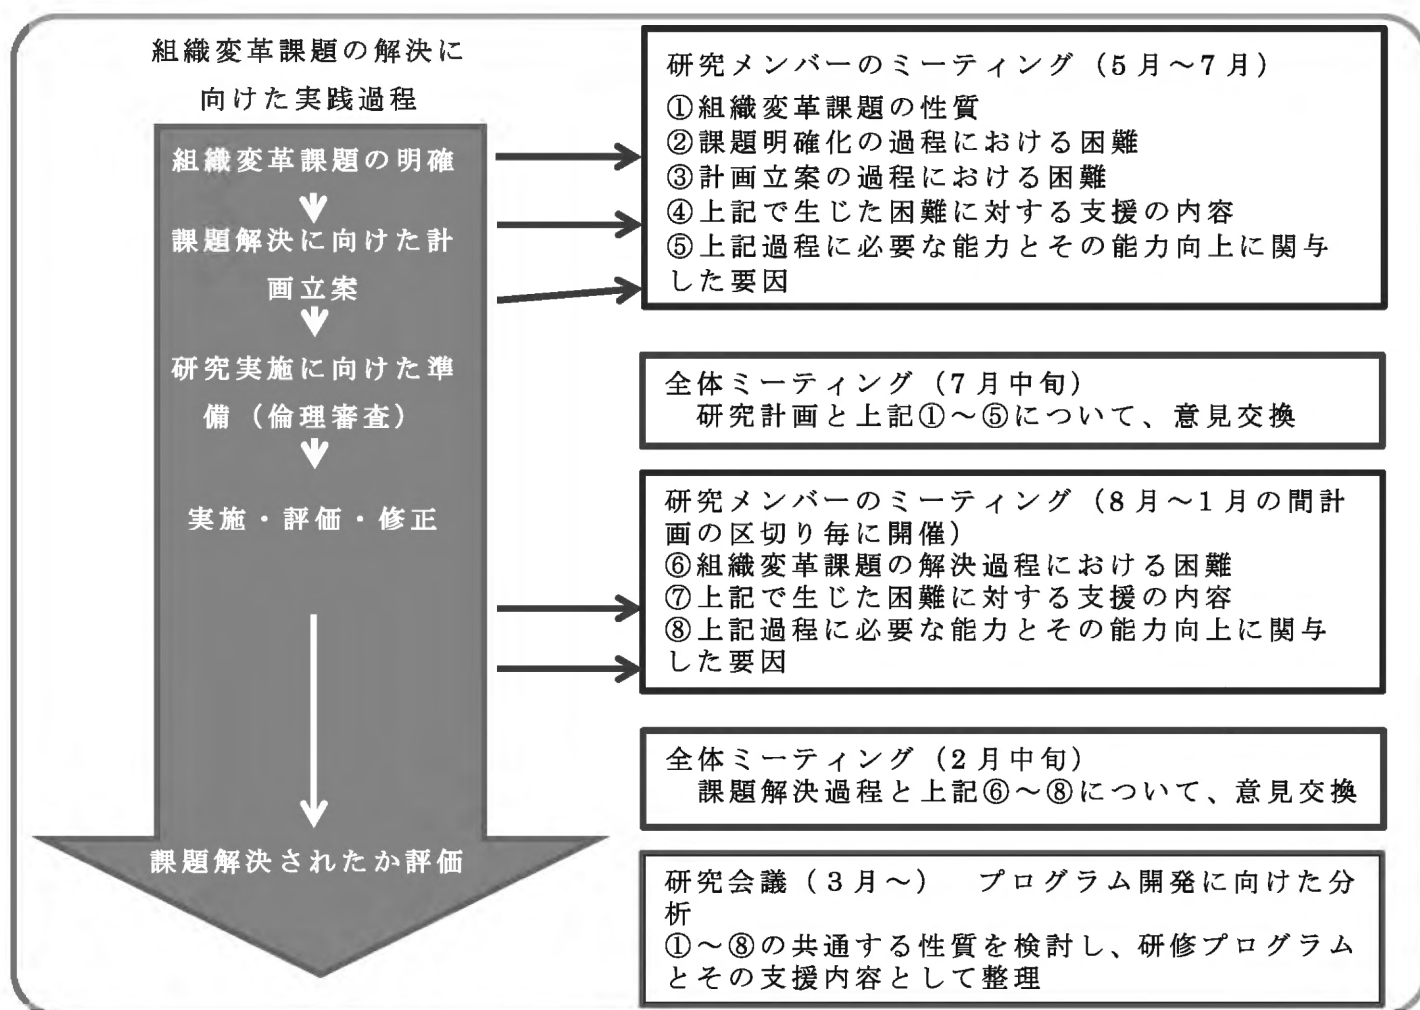 組織変革課題の解決に
向けた実践過程
組織変革課題の明確
課題解決に向けた計
画立案
研究実施に向けた準
備（倫理審査）
実施・評価・修正
課題解決されたか評価
研究メンバーのミーティング（5月～7月）
①組織変革課題の性質
②課題明確化の過程における困難
③計画立案の過程における困難
④上記で生じた困難に対する支援の内容
⑤上記過程に必要な能力とその能力向上に関与
した要因
全体ミーティング（7月中旬）
研究計画と上記①～⑤について、意見交換
研究メンバーのミーティング（8月～1月の間計
画の区切り毎に開催）
⑥組織変革課題の解決過程における困難
⑦上記で生じた困難に対する支援の内容
⑧上記過程に必要な能力とその能力向上に関与
した要因
全体ミーティング（2月中旬）
課題解決過程と上記⑥～⑧について、意見交換
研究会議（3月～）　プログラム開発に向けた分
析
①～⑧の共通する性質を検討し、研修プログラム
とその支援内容として整理